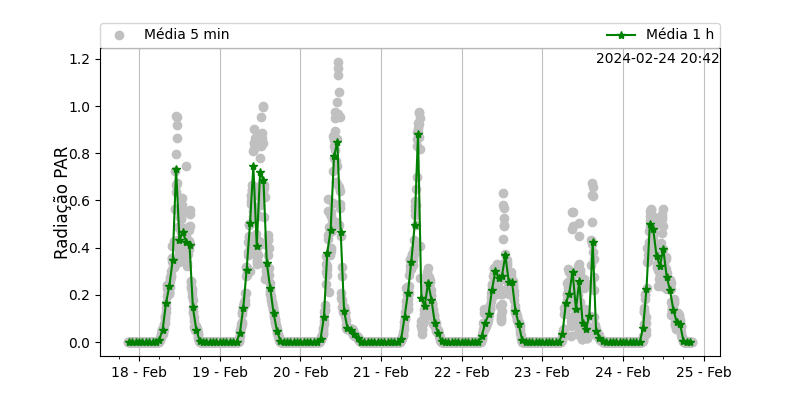 Média 5 min
Média 1 h
2024-02-24 20:42
Radiação PAR
1.2
1.0
0.8
0.6
0.4
0.2
0.0
18 - Feb
19 - Feb
20 - Feb
21 - Feb
22 - Feb
23 - Feb
24 - Feb
25 - Feb